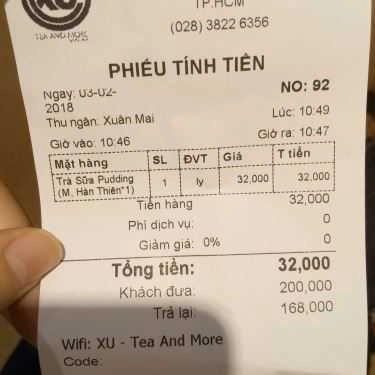 XU
TEA AND MORE
TP.HCM
(028) 3822 6356
PHIẾU TÍNH TIỀN
Ngày: 03-02-2018 NO: 92
Thu ngân: Xuân Mai Lúc: 10:49
Giờ vào: 10:46 Giờ ra: 10:47
Mặt hàng SL ĐVT Giá T tiền
Trà Sữa Pudding (M, Hàn Thiên*1) 1 ly 32,000 32,000
Tiền hàng 32,000
Phí dịch vụ: 0
Giảm giá: 0% 0
Tổng tiền: 32,000
Khách đưa: 200,000
Trả lại: 168,000
Wifi: XU - Tea And More
Code: